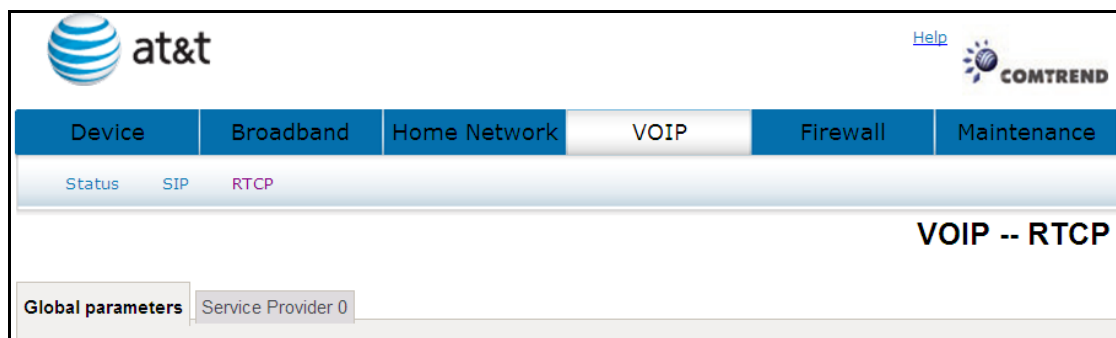 at&t
Help
COMTREND
Device Broadband Home Network VOIP Firewall Maintenance
Status SIP RTCP
VOIP -- RTCP
Global parameters Service Provider 0